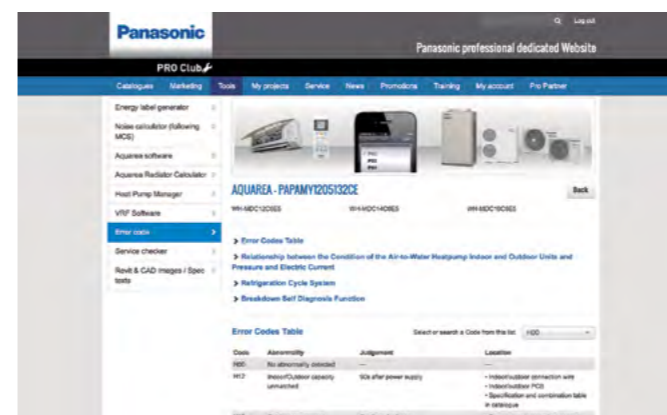 Log out
Panasonic
Panasonic professional dedicated Website
PRO Club
Catalogues Marketing Tools My projects Service News Promotions Training My account Pro Partner
Energy label generator
Noise calculator (following MCS)
Aquarea software
Aquarea Radiator Calculator
Heat Pump Manager
VRF Software
Error code
Service checker
Revit & CAD images / Spec texts
AQUAREA - PAPAMY1205132CE
Back
WH-MDC12C6E5 WH-MDC14C6E5 WH-MDC16C6E5
> Error Codes Table
> Relationship between the Condition of the Air-to-Water Heatpump Indoor and Outdoor Units and
Pressure and Electric Current
> Refrigeration Cycle System
> Breakdown Self Diagnosis Function
Error Codes Table
Select or search a Code from this list H00
Code Abnormality Judgement Location
H00 No abnormality detected — —
H12 Indoor/Outdoor capacity
unmatched
90s after power supply
- Indoor/outdoor connection wire
- Indoor/outdoor PCB
- Specification and combination table
in catalogue